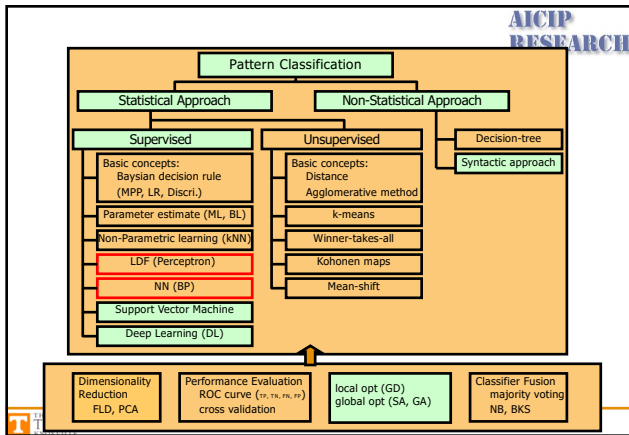 AICIP
RESEARCH
Pattern Classification
Statistical Approach
Non-Statistical Approach
Supervised
Unsupervised
Decision-tree
Syntactic approach
Basic concepts:
Baysian decision rule
(MPP, LR, Discri.)
Parameter estimate (ML, BL)
Non-Parametric learning (kNN)
LDF (Perceptron)
NN (BP)
Support Vector Machine
Deep Learning (DL)
Basic concepts:
Distance
Agglomerative method
k-means
Winner-takes-all
Kohonen maps
Mean-shift
Dimensionality
Reduction
FLD, PCA
Performance Evaluation
ROC curve (TP, TN, FN, FP)
cross validation
local opt (GD)
global opt (SA, GA)
Classifier Fusion
majority voting
NB, BKS
T